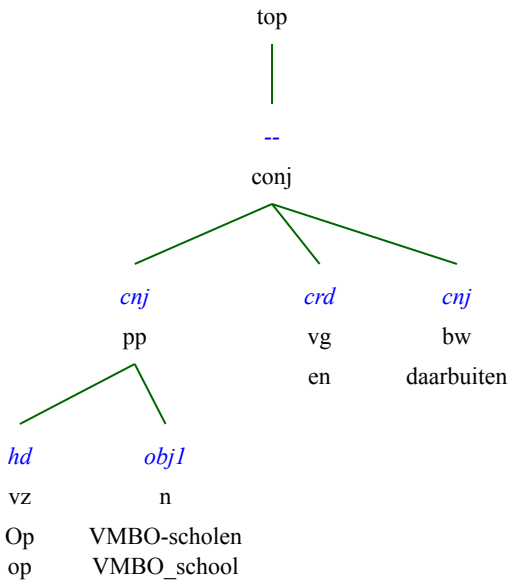 top
--
conj
cnj crd cnj
pp vg bw
en daarbuiten
hd obj1
vz n
Op VMBO-scholen
op VMBO_school